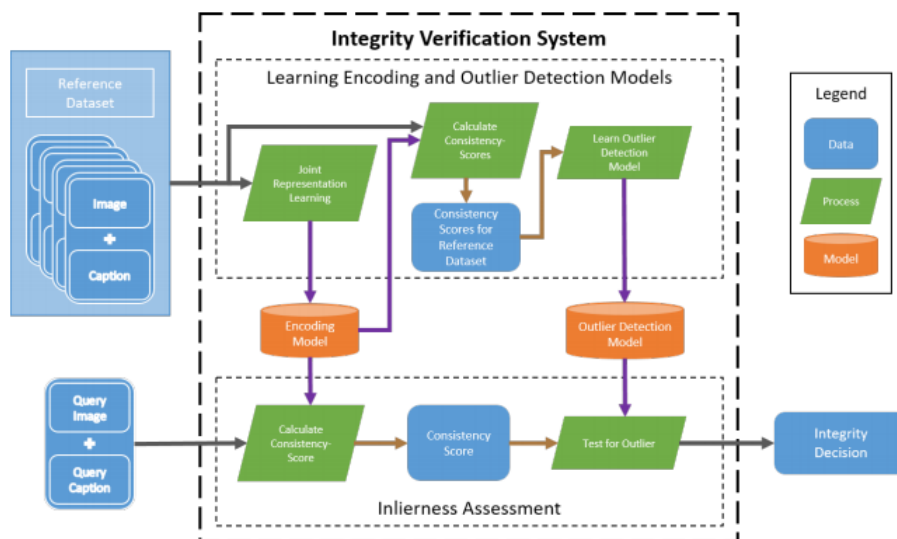 Integrity Verification System
Learning Encoding and Outlier Detection Models
Reference
Dataset
Image
+
Caption
Joint
Representation
Learning
Calculate
Consistency-
Scores
Consistency
Scores for
Reference
Dataset
Learn Outlier
Detection
Model
Encoding
Model
Outlier Detection
Model
Query
Image
+
Query
Caption
Calculate
Consistency-
Score
Consistency
Score
Test for Outlier
Inlierness Assessment
Integrity
Decision
Legend
Data
Process
Model